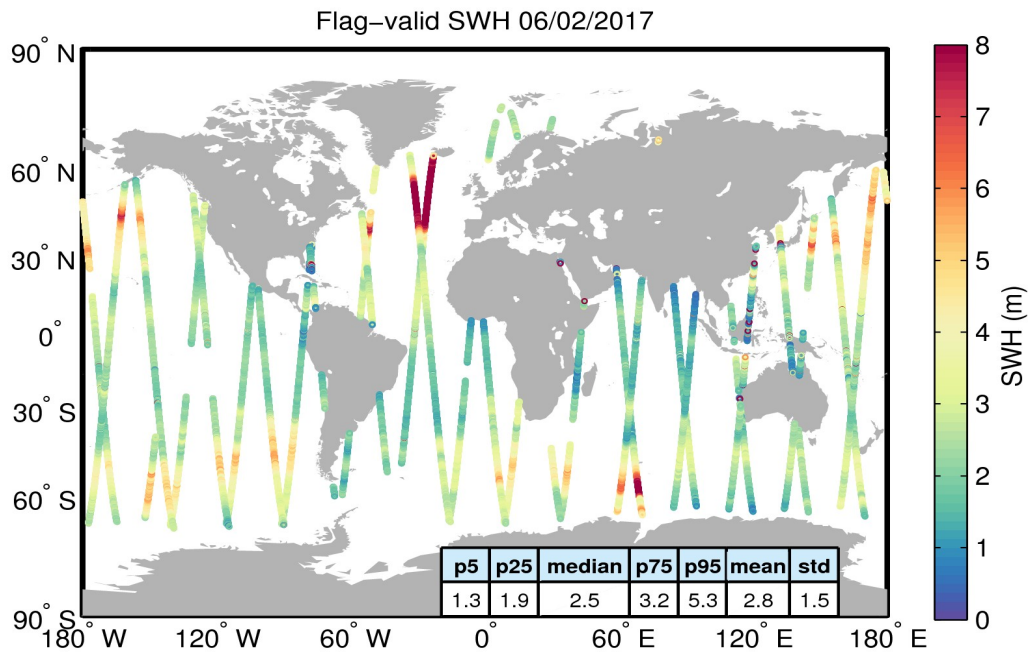 Flag−valid SWH 06/02/2017
90° N
60° N
30° N
0°
30° S
60° S
90° S
180° W
120° W
60° W
0°
60° E
120° E
180° E
p5 p25 median p75 p95 mean std
1.3 1.9 2.5 3.2 5.3 2.8 1.5
8
7
6
5
4
3
2
1
0
SWH (m)